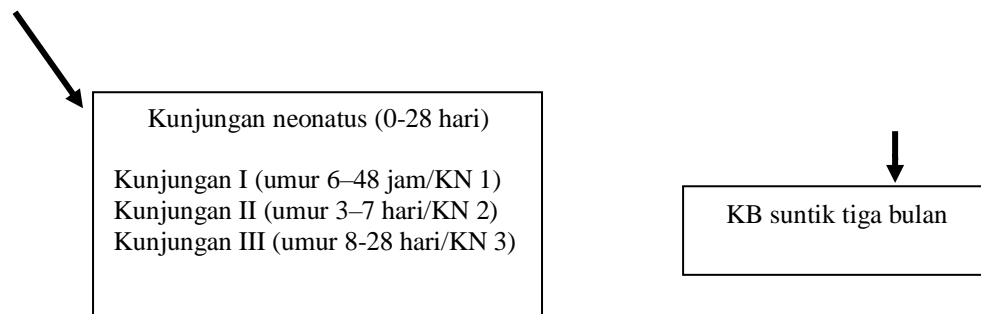 Kunjungan neonatus (0-28 hari)
Kunjungan I (umur 6–48 jam/KN 1)
Kunjungan II (umur 3–7 hari/KN 2)
Kunjungan III (umur 8-28 hari/KN 3)
KB suntik tiga bulan